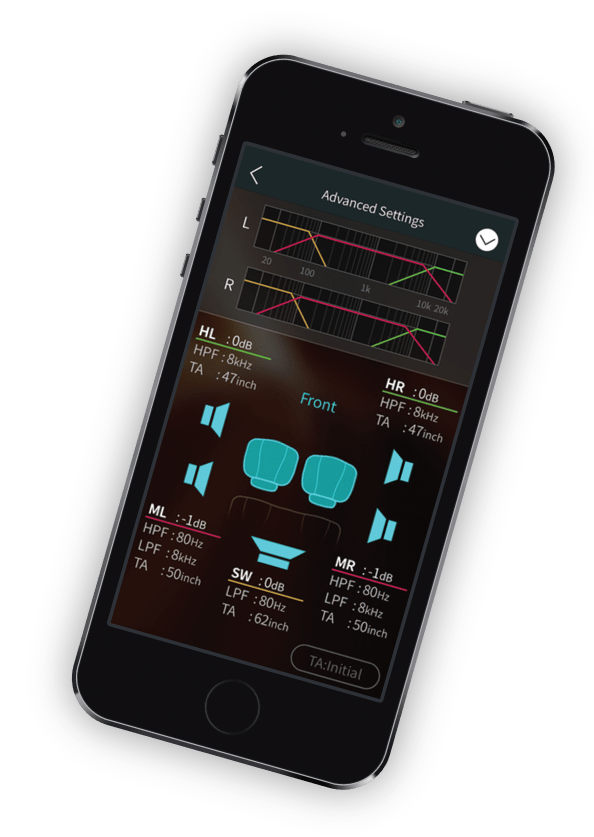 Advanced Settings
L
20 100 1k 10k 20k
R
HL :0dB
HPF:8kHz
TA :47inch
HR :0dB
HPF:8kHz
TA :47inch
Front
ML :-1dB
HPF:80Hz
LPF :8kHz
TA :50inch
SW :0dB
LPF :80Hz
TA :62inch
MR :-1dB
HPF:80Hz
LPF :8kHz
TA :50inch
TA:Initial